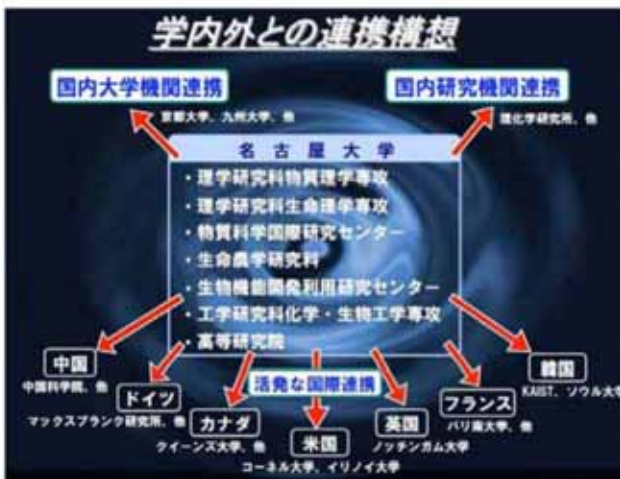 学内外との連携構想
国内大学機関連携
国内研究機関連携
京都大学、九州大学、他
理化学研究所、他
名古屋大学
・理学研究科物質理学専攻
・理学研究科生命理学専攻
・物質科学国際研究センター
・生命農学研究科
・生物機能開発利用研究センター
・工学研究科化学・生物工学専攻
・高等研究院
活発な国際連携
中国
中国科学院、他
ドイツ
マックスプランク研究所、他
カナダ
クイーンズ大学、他
米国
コーネル大学、イリノイ大学
英国
ノッチンガム大学
フランス
パリ南大学、他
韓国
KAIST、ソウル大学